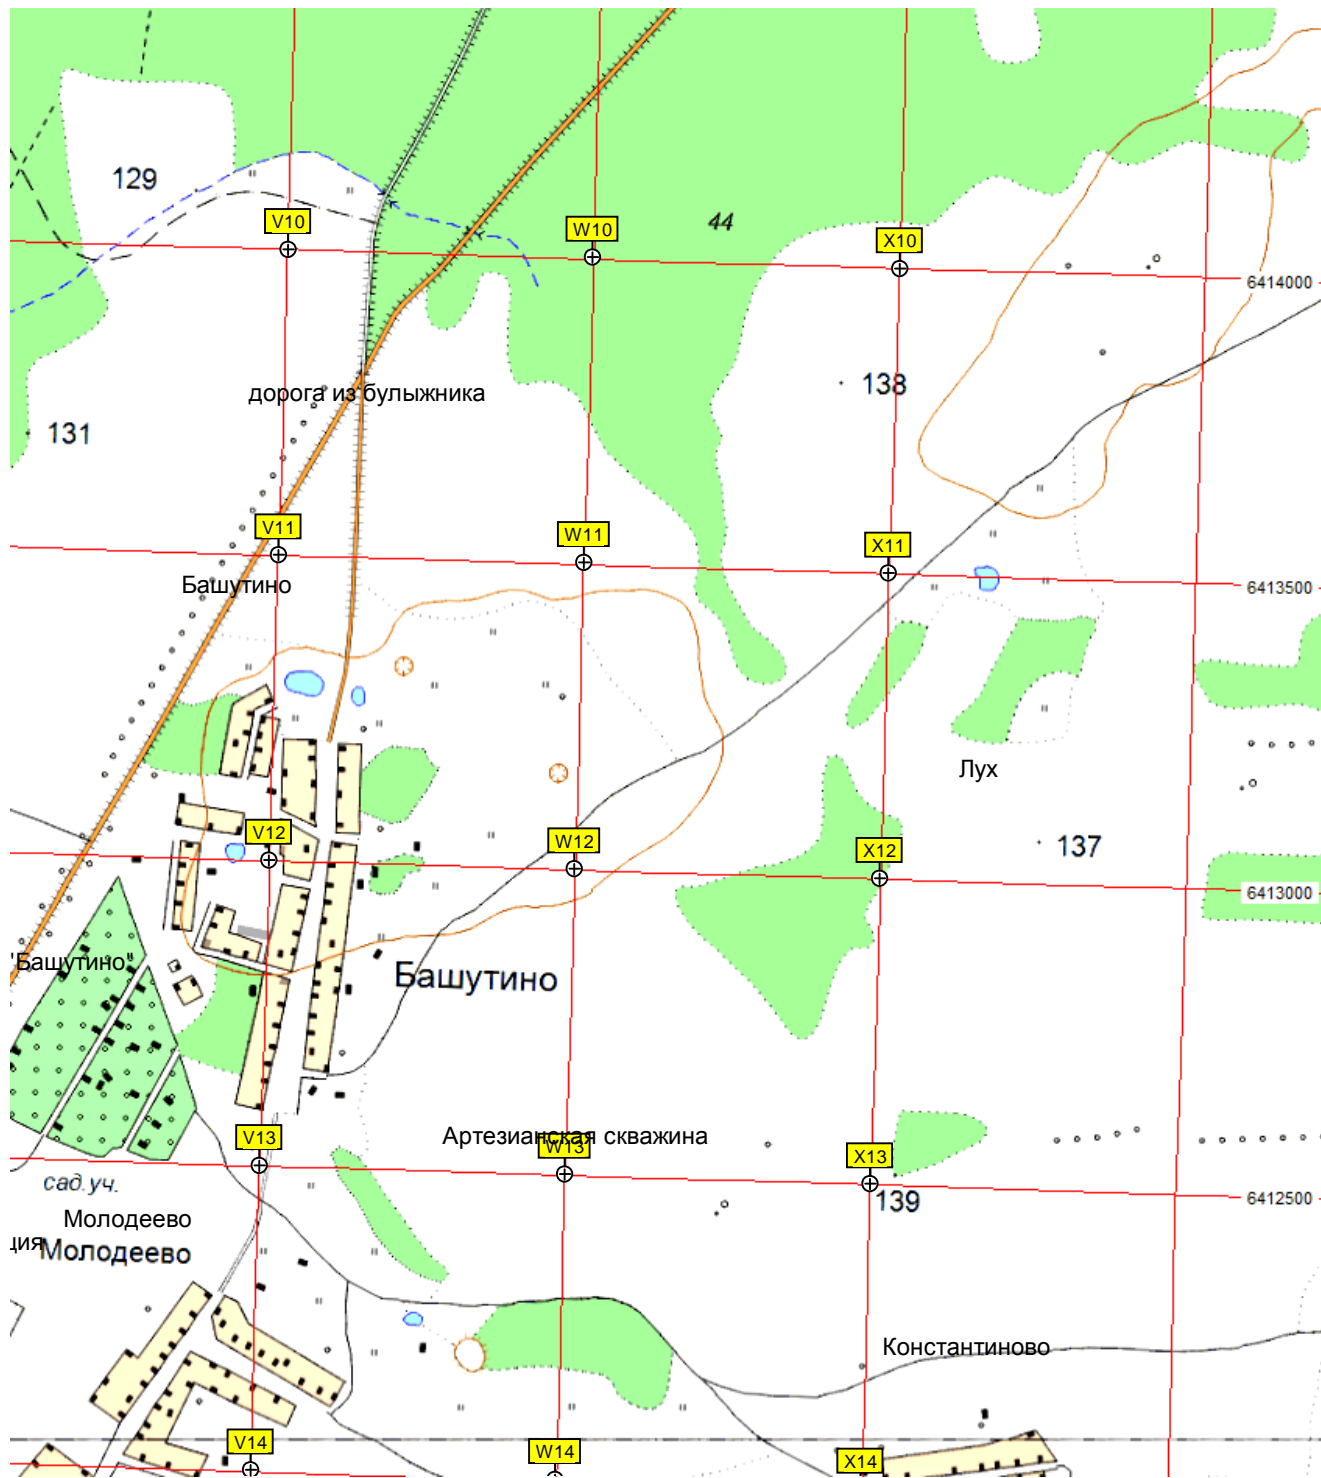 129
V10
W10
44
X10
6414000
138
дорога из булыжника
131
V11
W11
X11
Башутино
6413500
Лух
V12
W12
X12
137
6413000
"Башутино"
Башутино
V13
Артезианская скважина
W13
X13
сад.уч.
139
6412500
Молодеево
ция
Молодеево
Константиново
V14
W14
X14